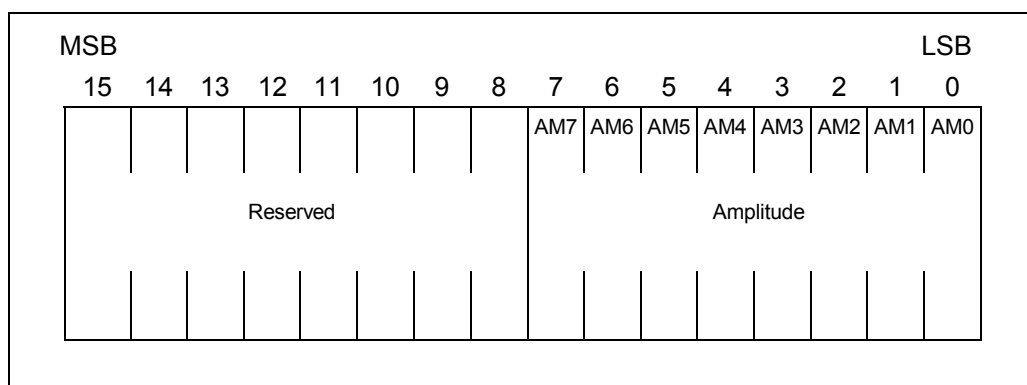 MSB LSB
15 14 13 12 11 10 9 8 7 6 5 4 3 2 1 0
AM7 AM6 AM5 AM4 AM3 AM2 AM1 AM0
Reserved Amplitude